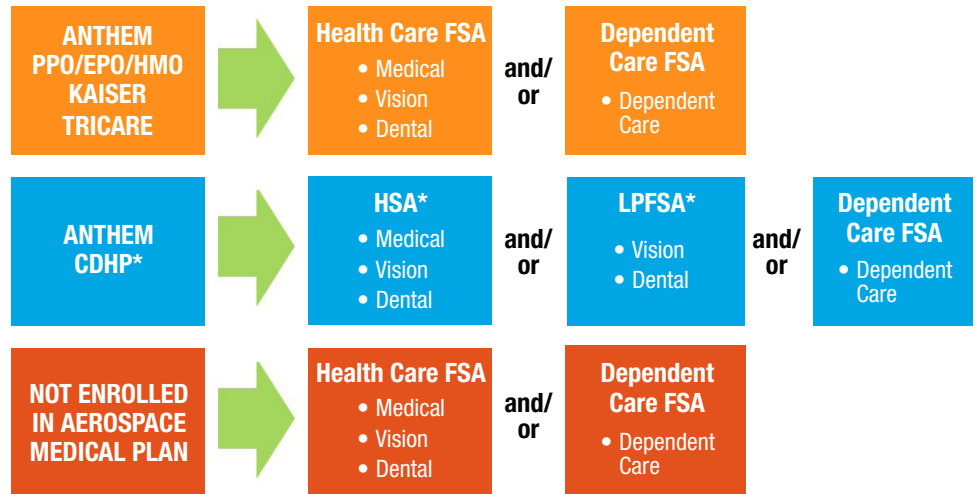 ANTHEM
PPO/EPO/HMO
KAISER
TRICARE
Health Care FSA
• Medical
• Vision
• Dental
and/
or
Dependent
Care FSA
• Dependent
Care
ANTHEM
CDHP*
HSA*
• Medical
• Vision
• Dental
and/
or
LPFSA*
• Vision
• Dental
and/
or
Dependent
Care FSA
• Dependent
Care
NOT ENROLLED
IN AEROSPACE
MEDICAL PLAN
Health Care FSA
• Medical
• Vision
• Dental
and/
or
Dependent
Care FSA
• Dependent
Care